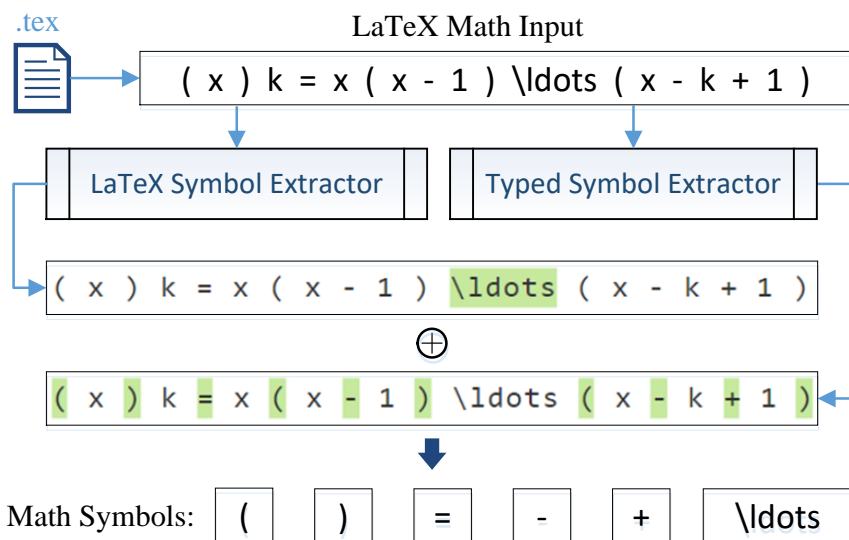 .tex
LaTeX Math Input
( x ) k = x ( x - 1 ) \ldots ( x - k + 1 )
LaTeX Symbol Extractor
Typed Symbol Extractor
( x ) k = x ( x - 1 ) \ldots ( x - k + 1 )
( x ) k = x ( x - 1 ) \ldots ( x - k + 1 )
Math Symbols: ( ) = - + \ldots